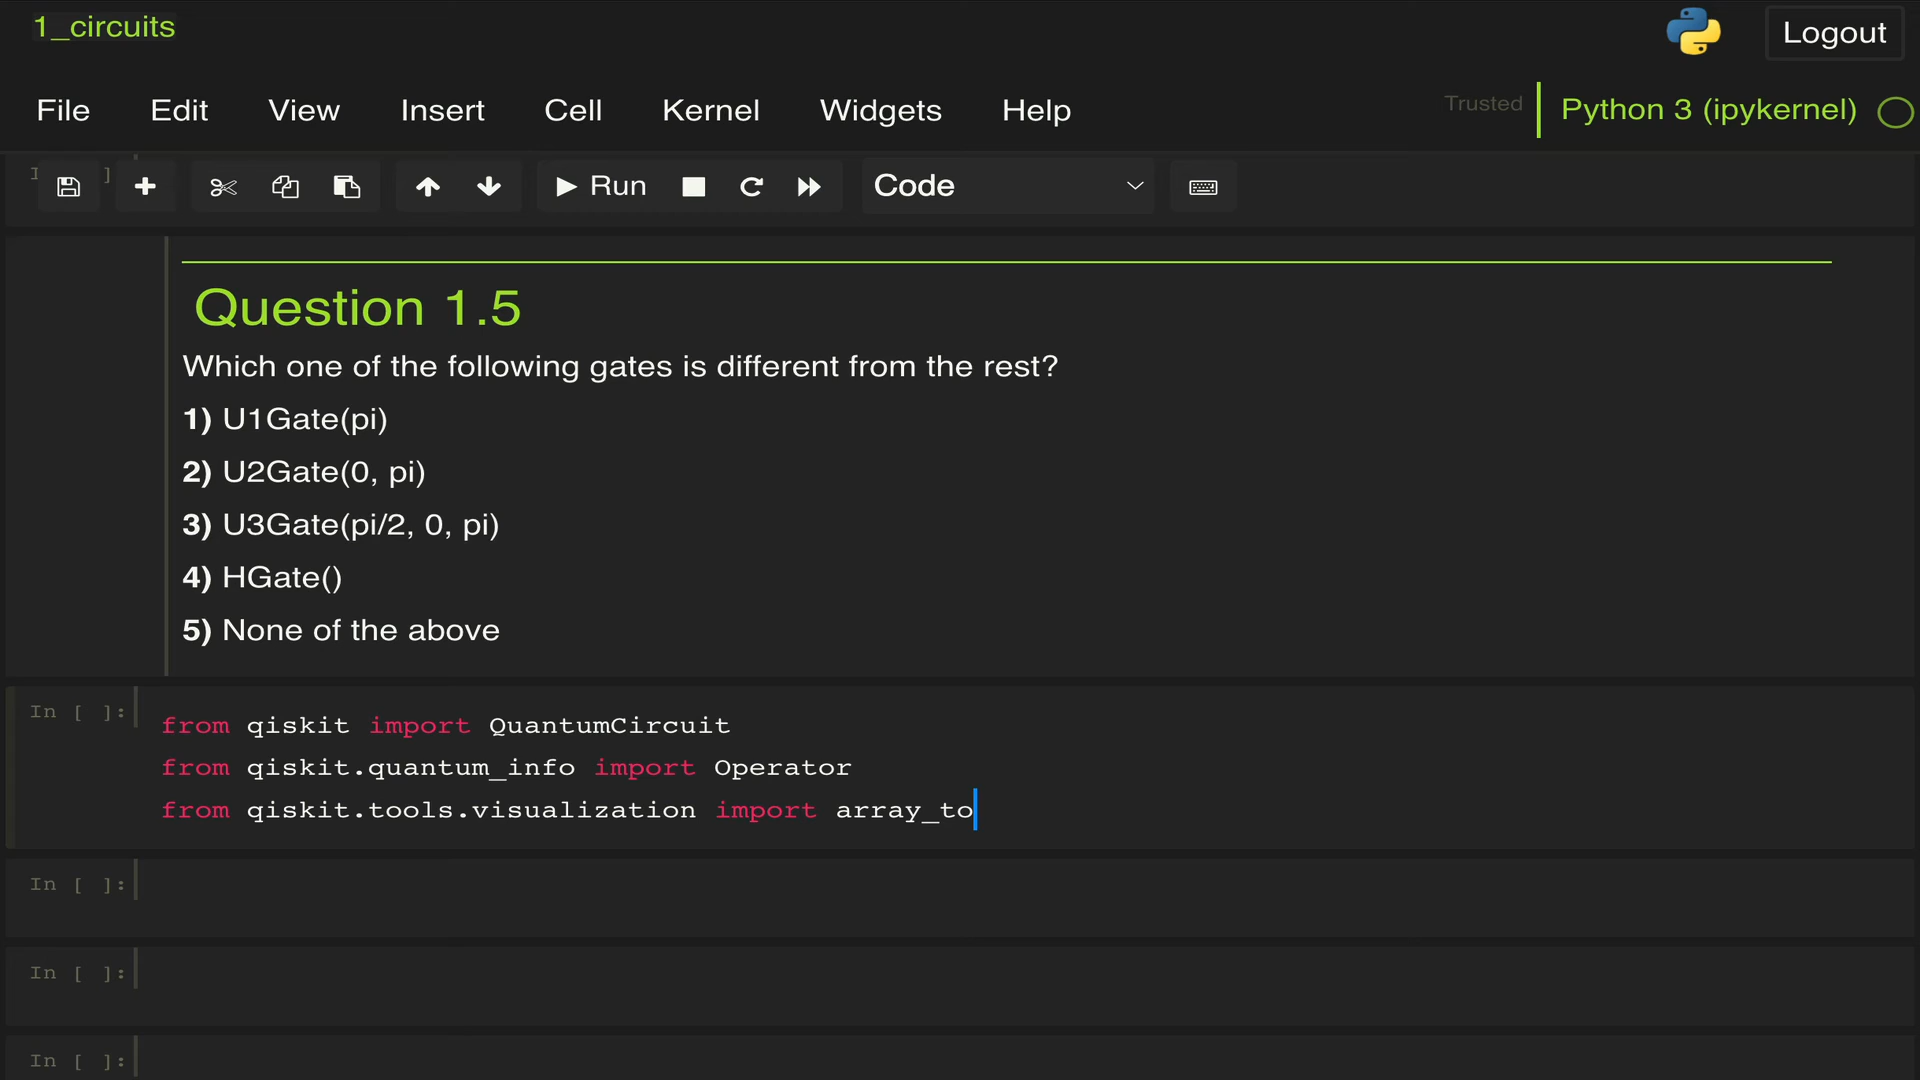 1_circuits
Logout
File Edit View Insert Cell Kernel Widgets Help
Trusted Python 3 (ipykernel)
Run Code
Question 1.5
Which one of the following gates is different from the rest?
1) U1Gate(pi)
2) U2Gate(0, pi)
3) U3Gate(pi/2, 0, pi)
4) HGate()
5) None of the above
In [ ]:
from qiskit import QuantumCircuit
from qiskit.quantum_info import Operator
from qiskit.tools.visualization import array_to
In [ ]:
In [ ]:
In [ ]: